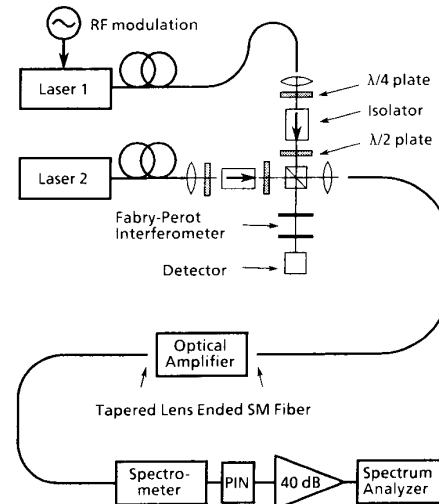 RF modulation
Laser 1
λ/4 plate
Isolator
λ/2 plate
Laser 2
Fabry-Perot
Interferometer
Detector
Optical
Amplifier
Tapered Lens Ended SM Fiber
Spectro-
meter
PIN
40 dB
Spectrum
Analyzer